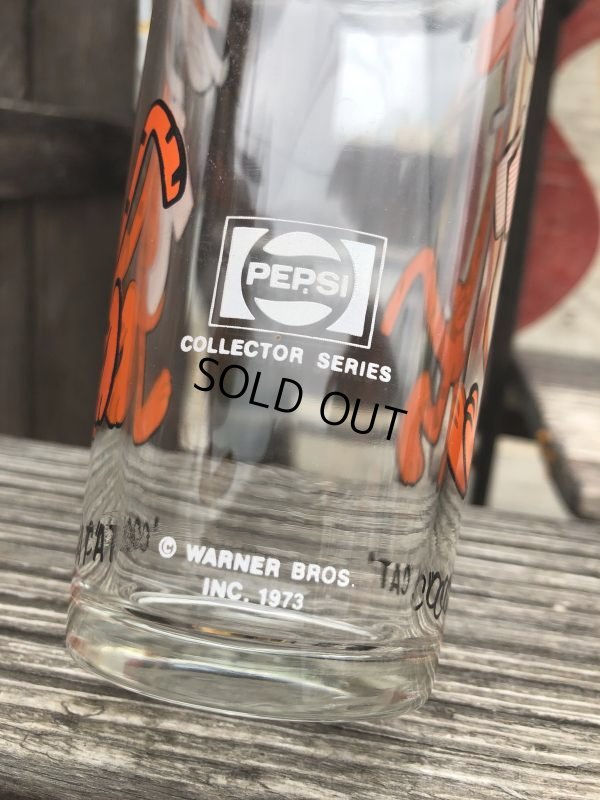 PEPSI
COLLECTOR SERIES
SOLD OUT
© WARNER BROS.
INC. 1973